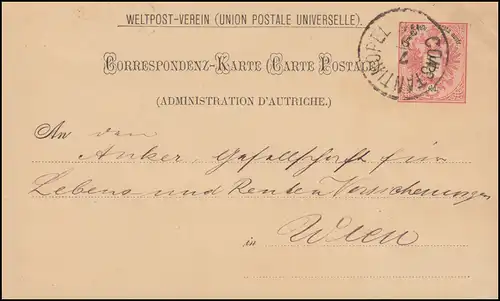 WELTPOST-VEREIN (UNION POSTALE UNIVERSELLE).
CORRESPONDENZ-KARTE (CARTE POSTALE)
(ADMINISTRATION D'AUTRICHE.)
CONSTANTINOPEL
An den
Anker, Gesellschaft für
Lebens und Renten Versicherungen
in Wien